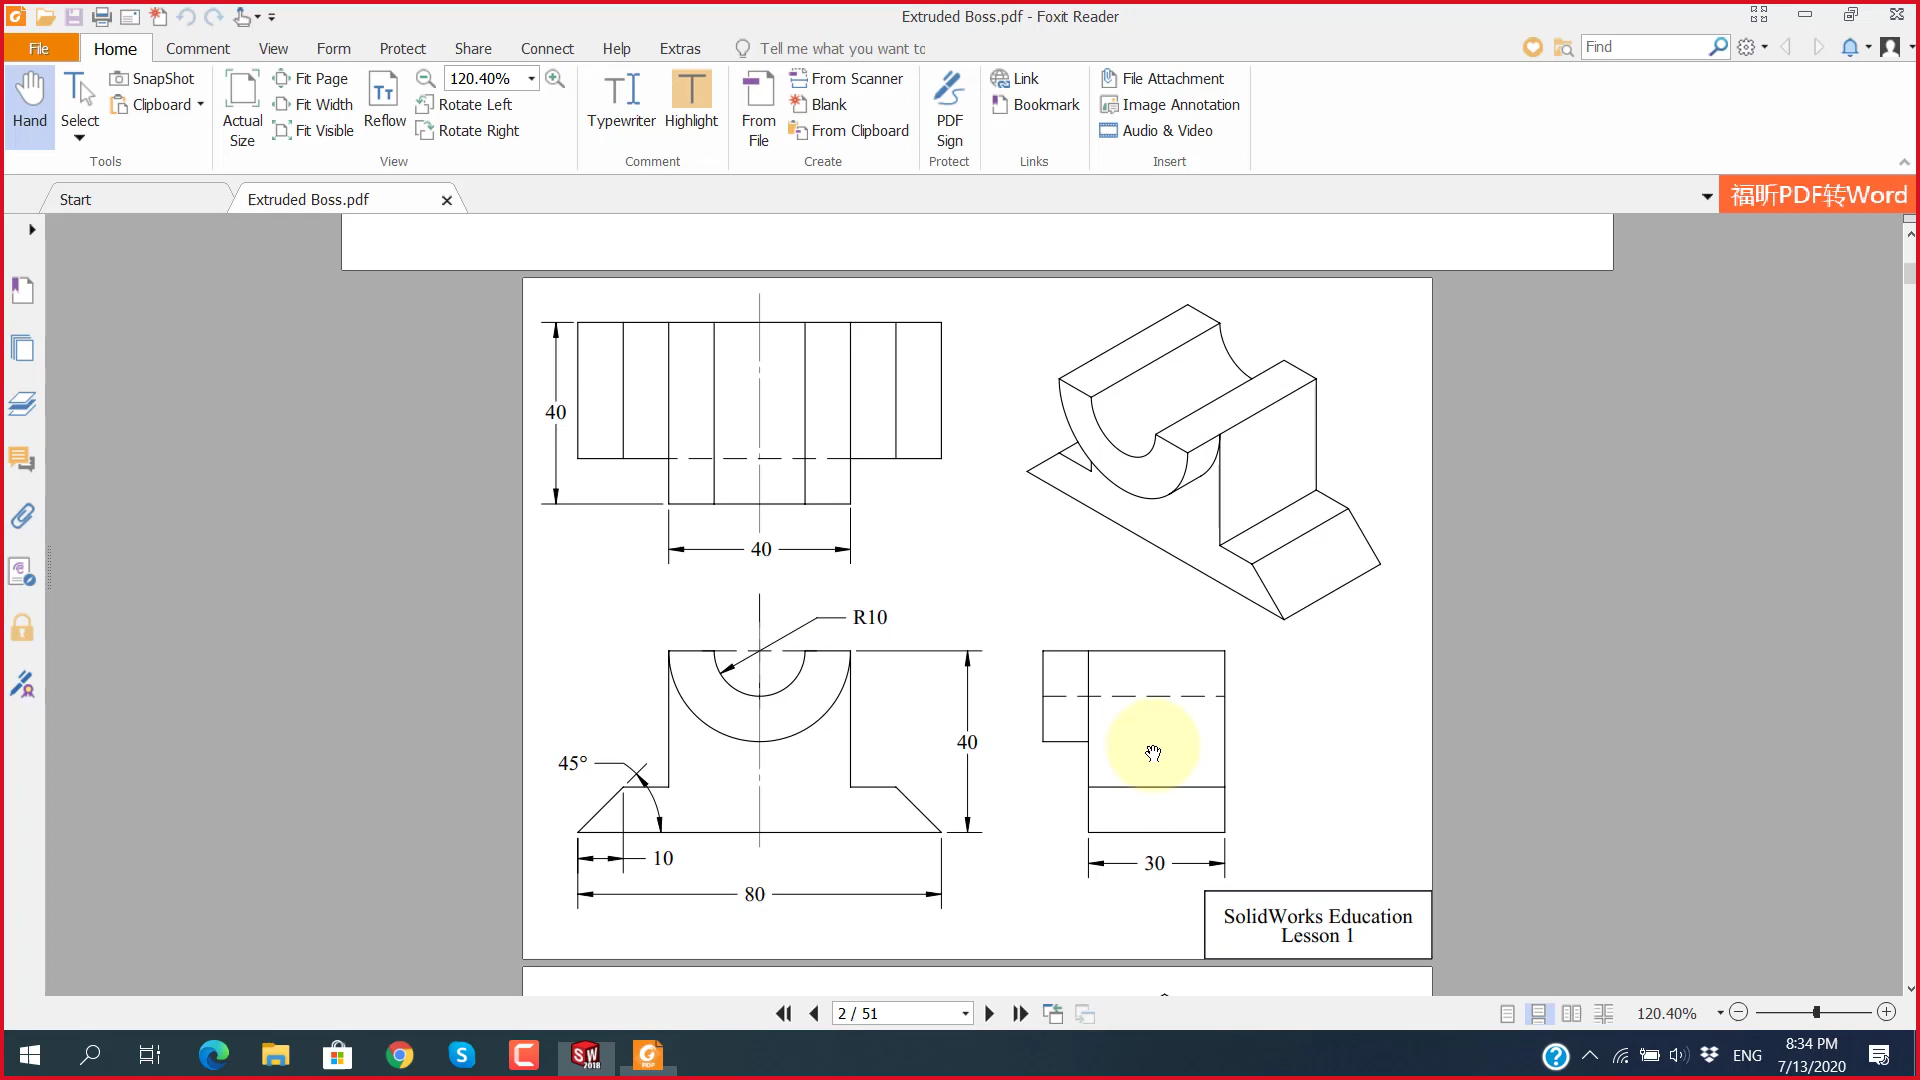 Extruded Boss.pdf - Foxit Reader
File Home Comment View Form Protect Share Connect Help Extras Tell me what you want to Find
Hand Select SnapShot Clipboard Tools
Actual Size Fit Page Fit Width Fit Visible Reflow 120.40% Rotate Left Rotate Right View
Typewriter Highlight Comment
From File From Scanner Blank From Clipboard Create
PDF Sign Protect
Link Bookmark Links
File Attachment Image Annotation Audio & Video Insert
Start Extruded Boss.pdf 福昕PDF转Word
40
40
R10
45°
40
10
80
30
SolidWorks Education
Lesson 1
2 / 51 120.40%
SW 2018 PDF ENG 8:34 PM
7/13/2020